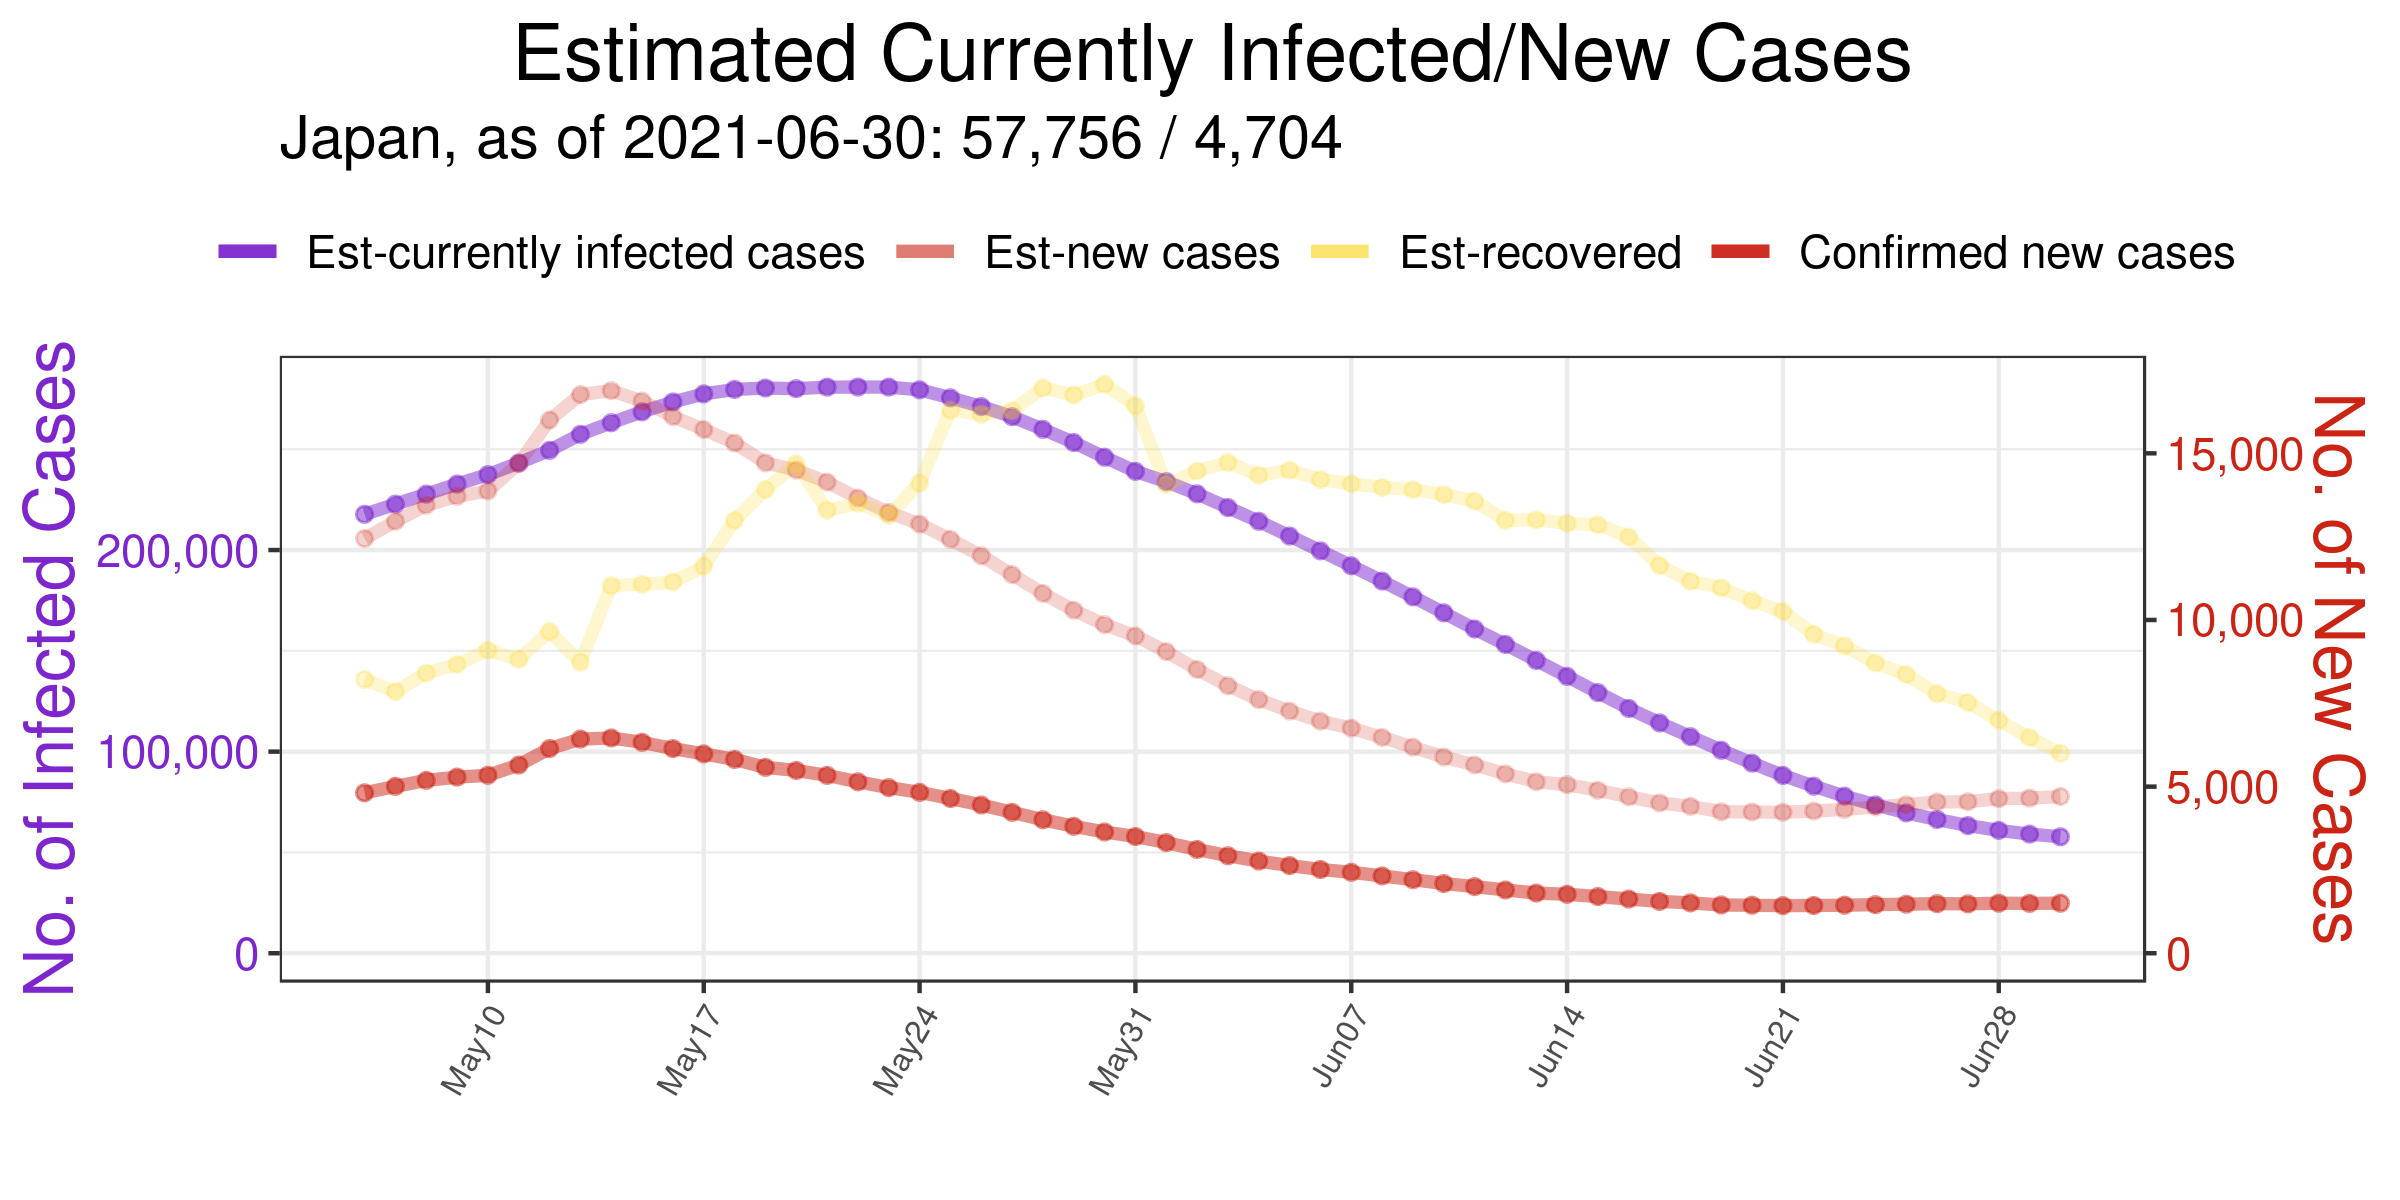 Estimated Currently Infected/New Cases
Japan, as of 2021-06-30: 57,756 / 4,704
Est-currently infected cases Est-new cases Est-recovered Confirmed new cases
No. of Infected Cases
200,000
100,000
0
15,000
10,000
5,000
0
No. of New Cases
May10 May17 May24 May31 Jun07 Jun14 Jun21 Jun28